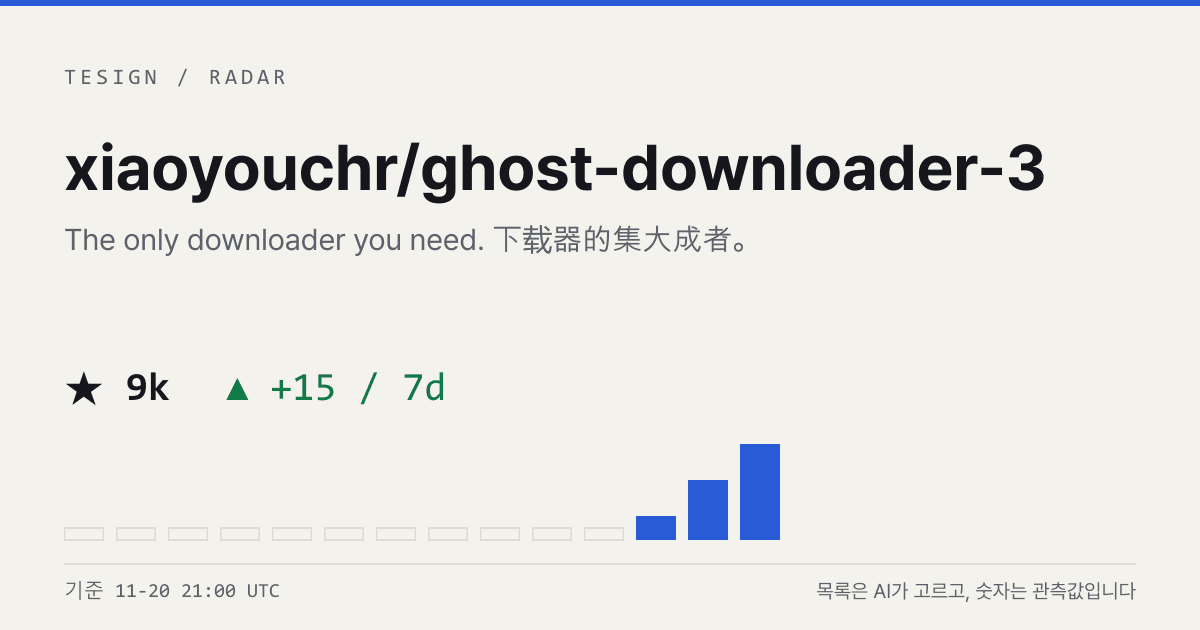 TESIGN / RADAR
xiaoyouchr/ghost-downloader-3
The only downloader you need. 下载器的集大成者。
★ 9k ▲ +15 / 7d
기준 11-20 21:00 UTC
목록은 AI가 고르고, 숫자는 관측값입니다